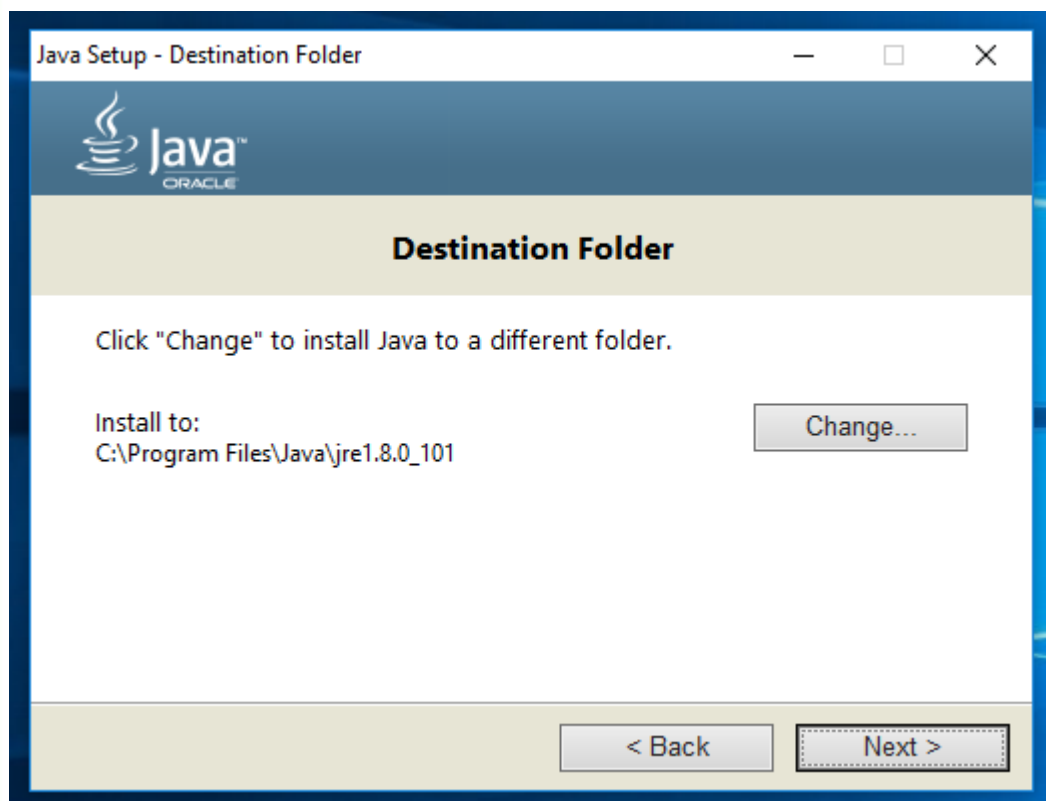 Java Setup - Destination Folder
Java™
ORACLE
Destination Folder
Click "Change" to install Java to a different folder.
Install to:
C:\Program Files\Java\jre1.8.0_101
Change...
< Back
Next >